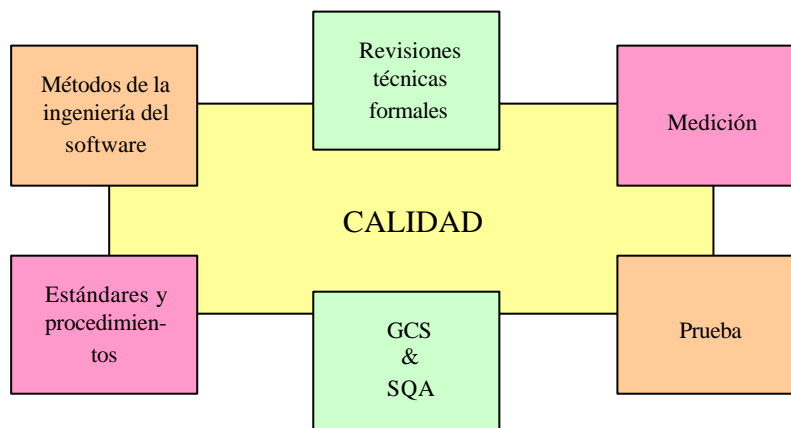 Revisiones
técnicas
formales
Métodos de la
ingeniería del
software
Medición
CALIDAD
Estándares y
procedimien-
tos
GCS
&
SQA
Prueba